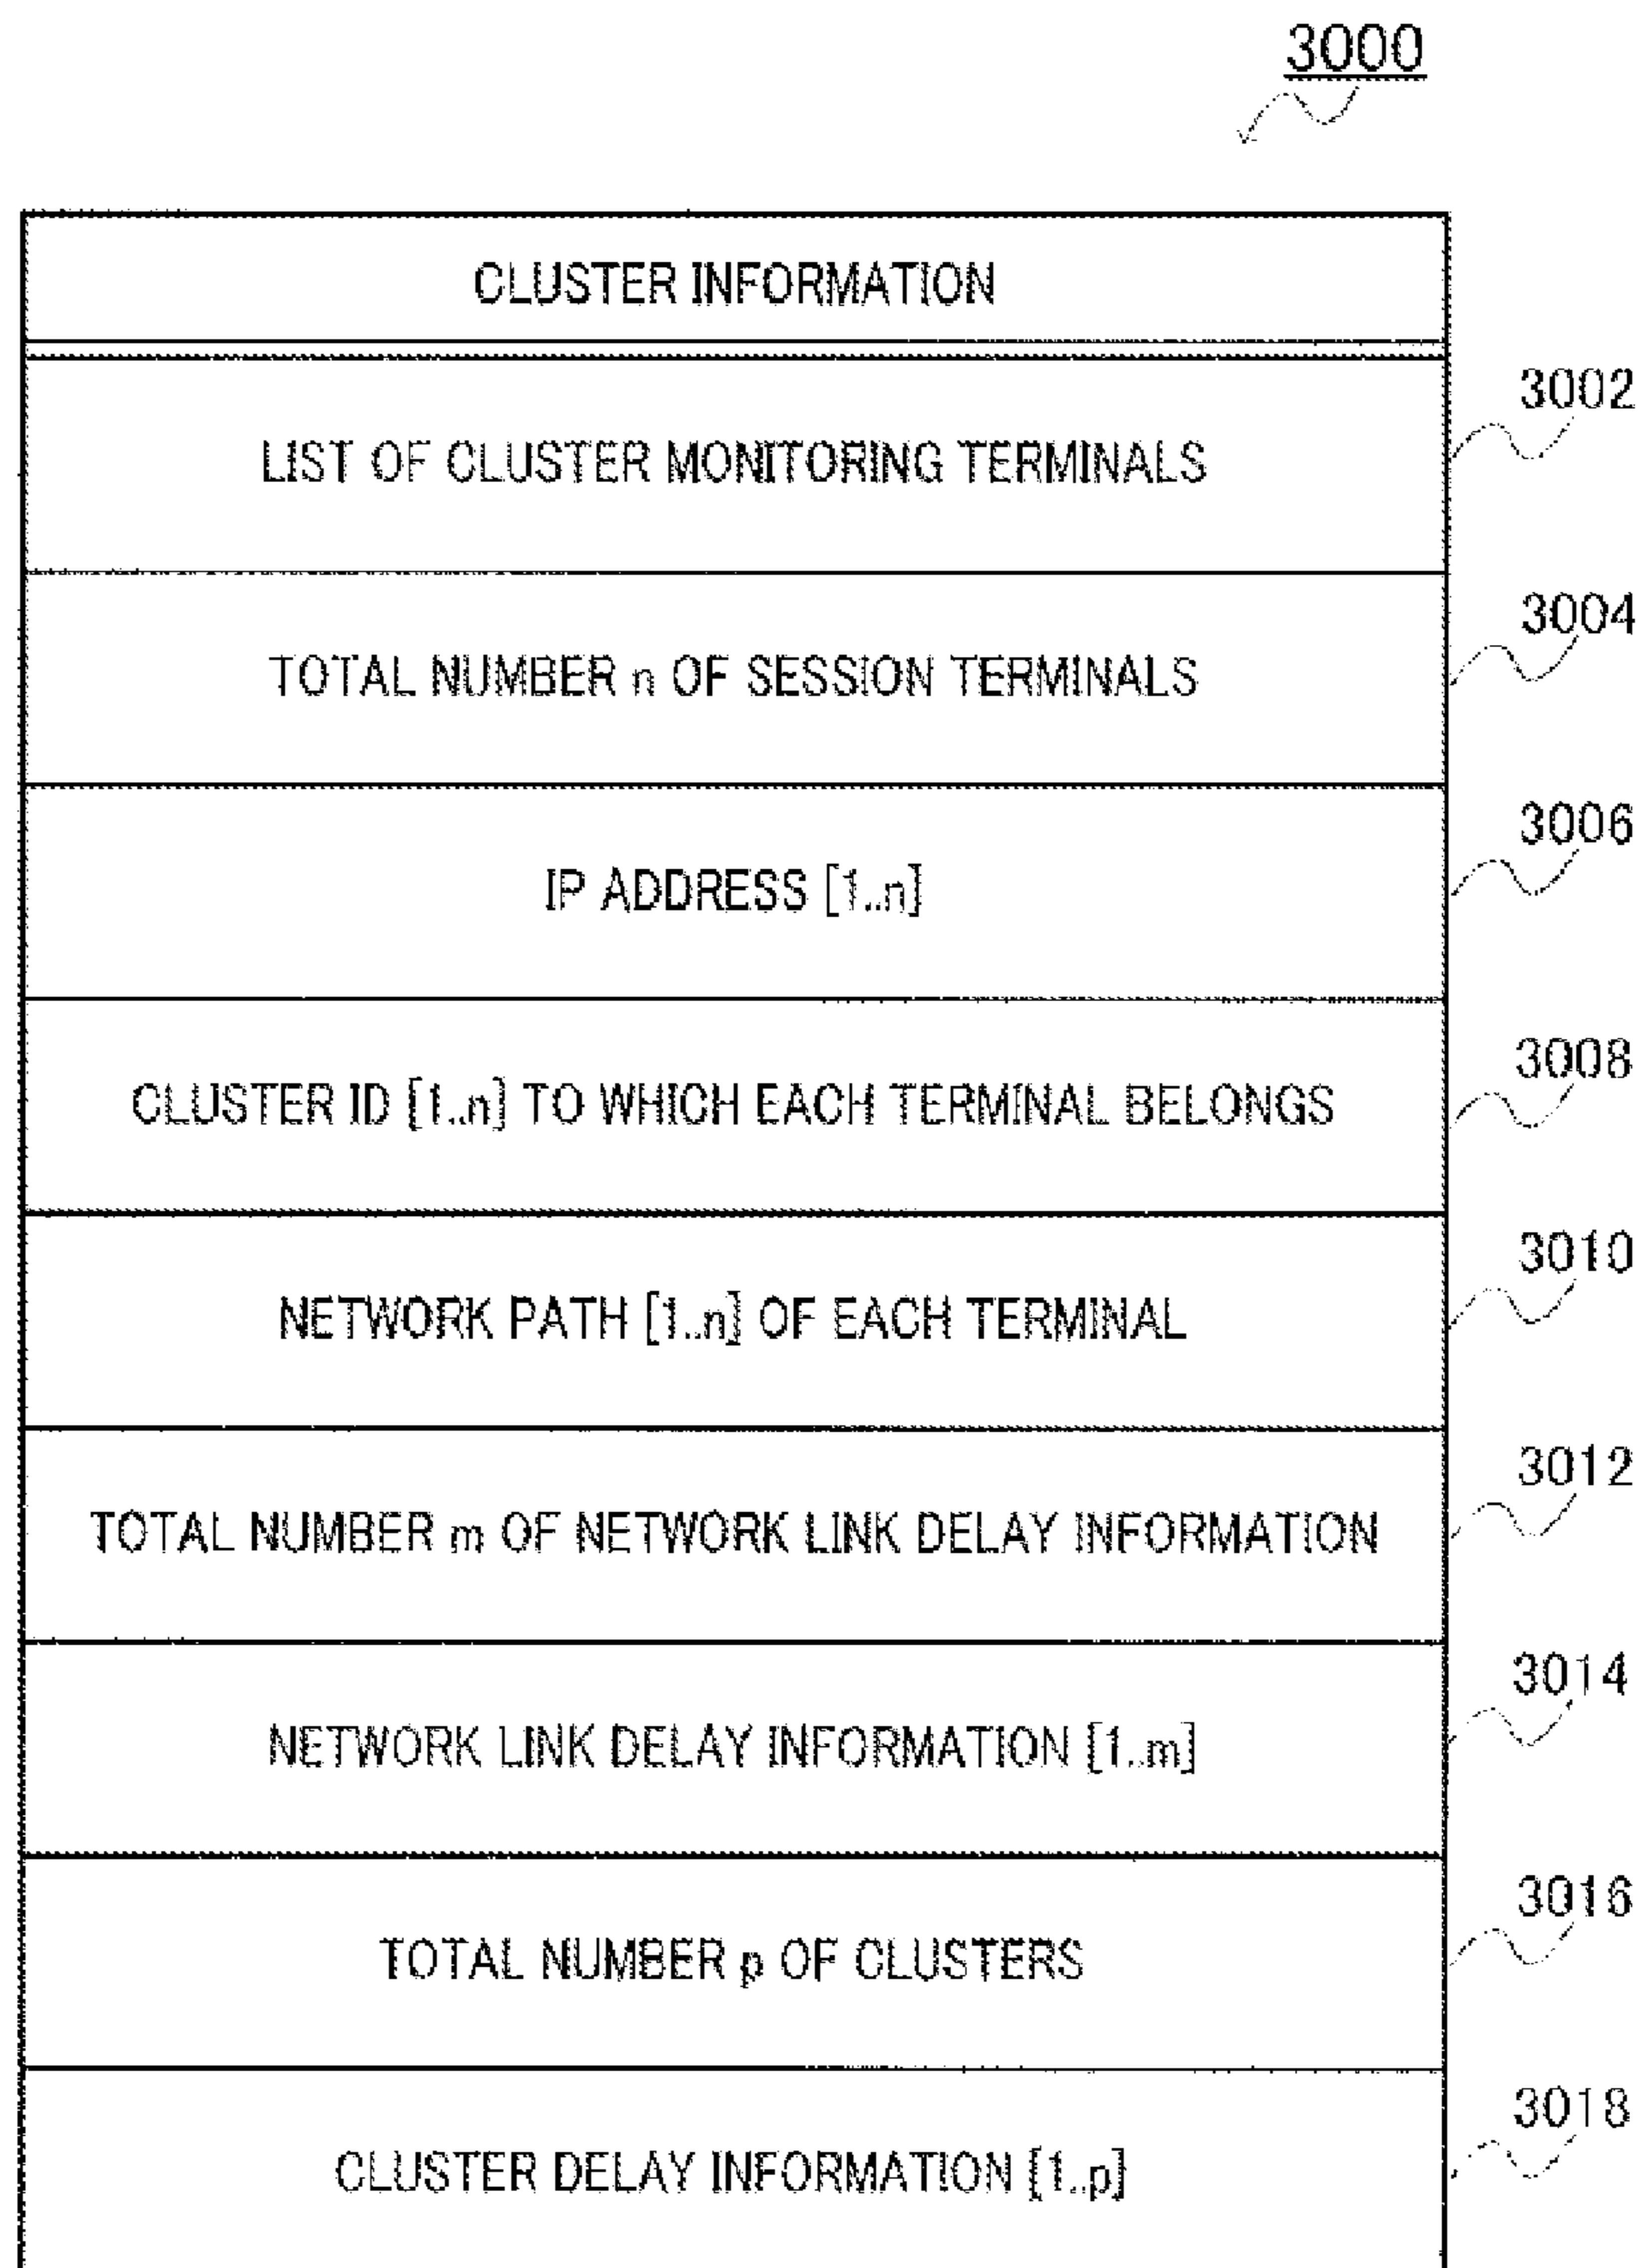 3000
CLUSTER INFORMATION
3002
LIST OF CLUSTER MONITORING TERMINALS
3004
TOTAL NUMBER n OF SESSION TERMINALS
3006
IP ADDRESS [1..n]
3008
CLUSTER ID [1..n] TO WHICH EACH TERMINAL BELONGS
3010
NETWORK PATH [1..n] OF EACH TERMINAL
3012
TOTAL NUMBER m OF NETWORK LINK DELAY INFORMATION
3014
NETWORK LINK DELAY INFORMATION [1..m]
3016
TOTAL NUMBER p OF CLUSTERS
3018
CLUSTER DELAY INFORMATION [1..p]